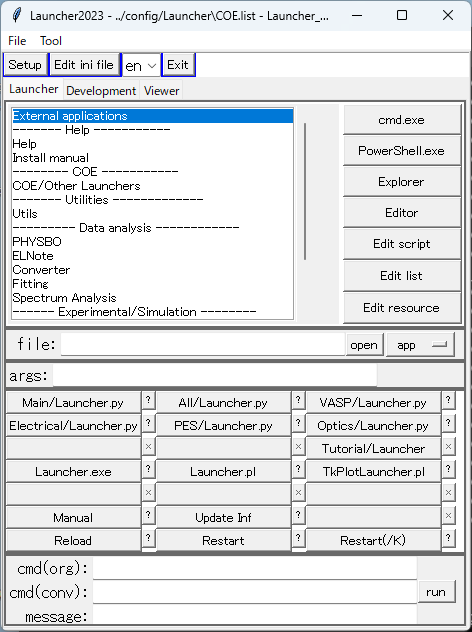 Launcher2023 - ../config/Launcher\COE.list - Launcher_...
File Tool
Setup Edit ini file en Exit
Launcher Development Viewer
External applications
------- Help -----------
Help
Install manual
-------- COE -----------
COE/Other Launchers
------- Utilities -------------
Utils
--------- Data analysis ------------
PHYSBO
ELNote
Converter
Fitting
Spectrum Analysis
------ Experimental/Simulation --------
cmd.exe
PowerShell.exe
Explorer
Editor
Edit script
Edit list
Edit resource
file: open app
args:
Main/Launcher.py ? All/Launcher.py ? VASP/Launcher.py ?
Electrical/Launcher.py ? PES/Launcher.py ? Optics/Launcher.py ?
× × Tutorial/Launcher ×
Launcher.exe ? Launcher.pl ? TkPlotLauncher.pl ?
× × ×
Manual ? Update Inf ? ×
Reload ? Restart ? Restart(/K) ?
cmd(org):
cmd(conv): run
message: